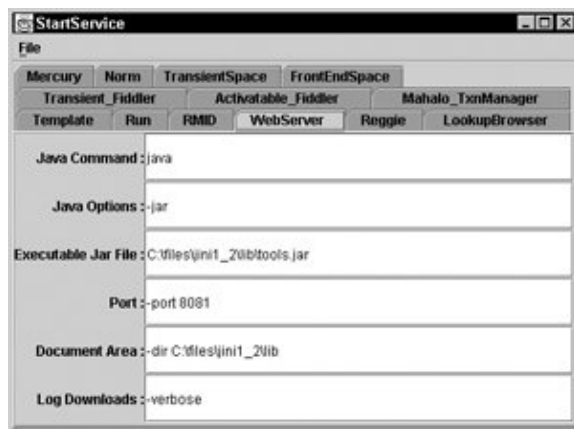 StartService
File
Mercury Norm TransientSpace FrontEndSpace
Transient_Fiddler Activatable_Fiddler Mahalo_TxnManager
Template Run RMID WebServer Reggie LookupBrowser
Java Command : java
Java Options : -jar
Executable Jar File : C:\files\jini1_2\lib\tools.jar
Port : -port 8081
Document Area : -dir C:\files\jini1_2\lib
Log Downloads : -verbose